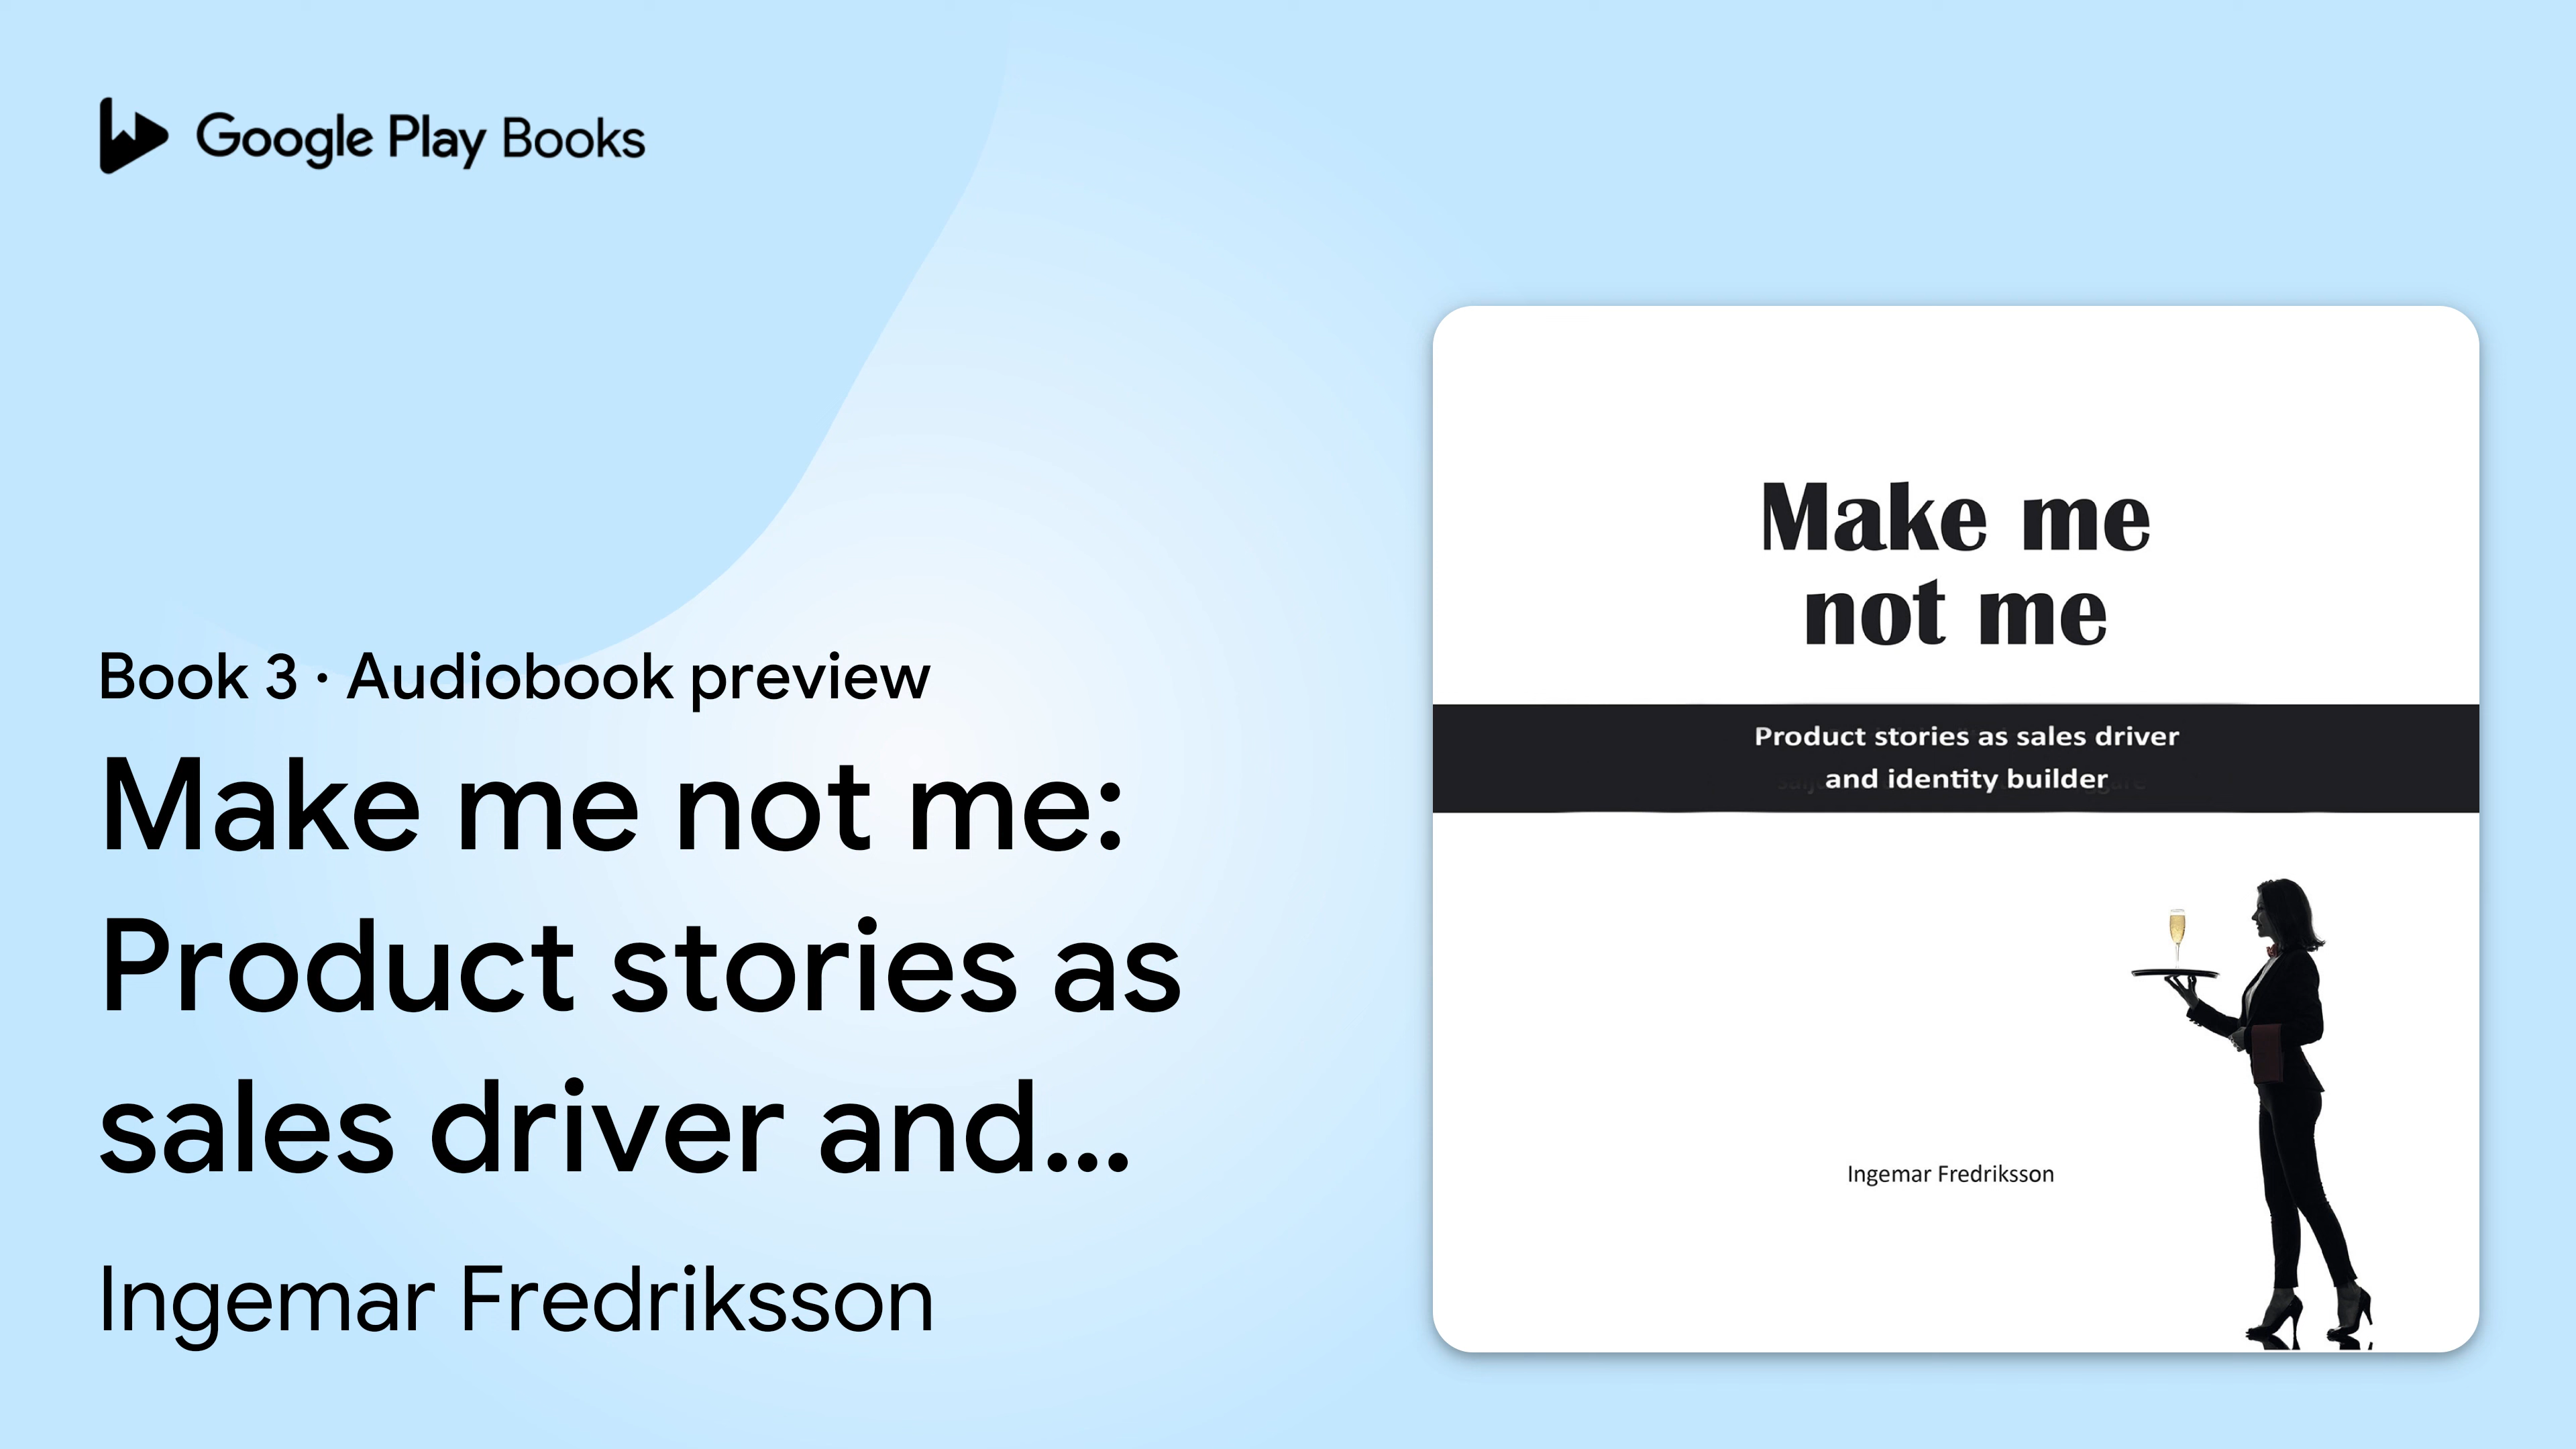 Google Play Books
Book 3 · Audiobook preview
Make me not me:
Product stories as
sales driver and...
Ingemar Fredriksson
Make me
not me
Product stories as sales driver
and identity builder
Ingemar Fredriksson